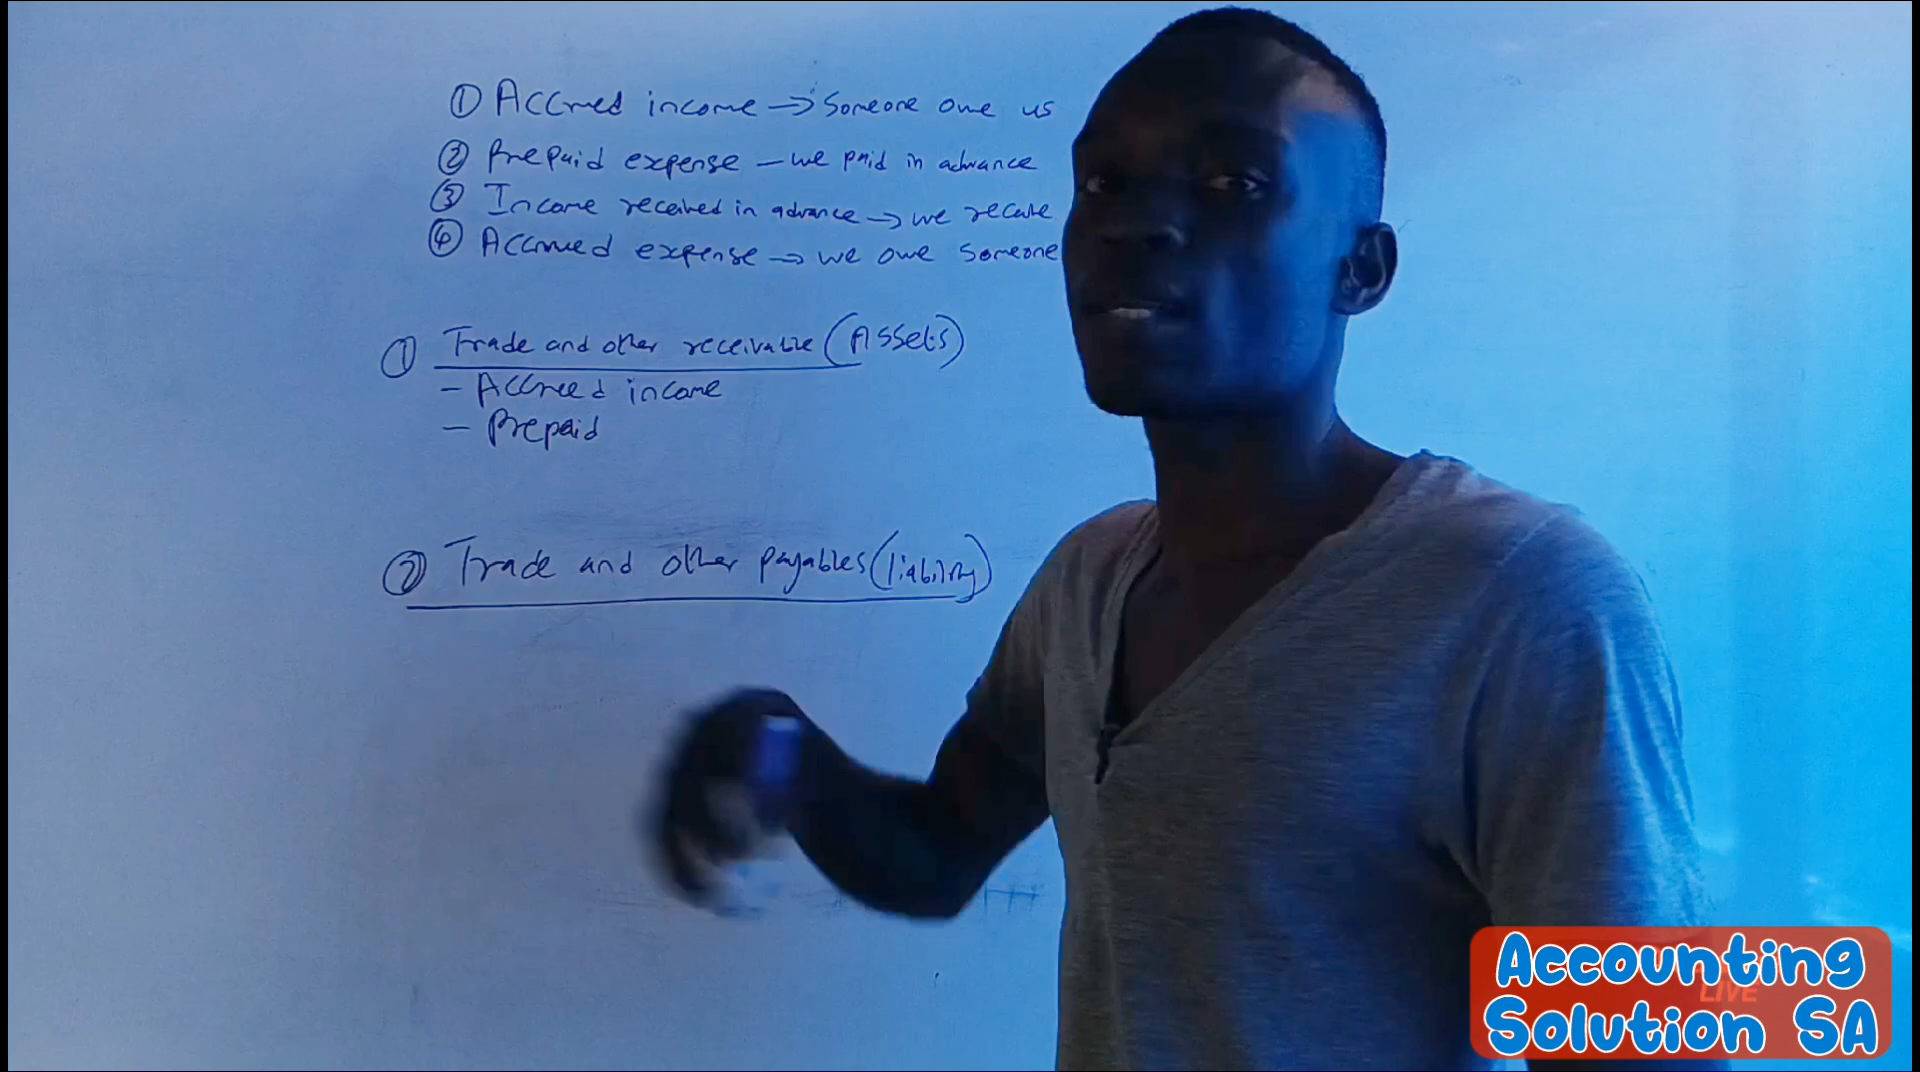 ① Accrued income → Someone owe us
② Prepaid expense - we paid in advance
③ Income received in advance → we receive
④ Accrued expense → we owe someone
① Trade and other receivable (Assets)
- Accrued income
- Prepaid
② Trade and other payables (liability)
Accounting
LIVE
Solution SA